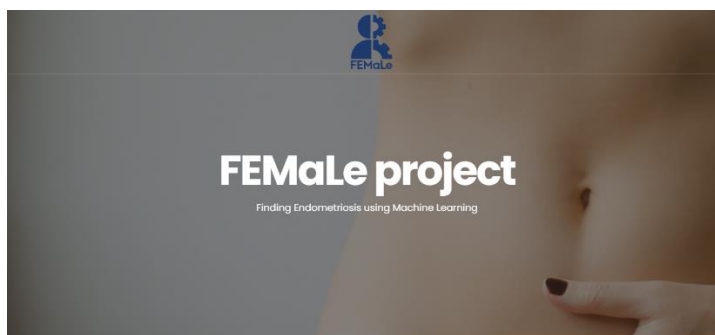 FEMaLe
FEMaLe project
Finding Endometriosis using Machine Learning